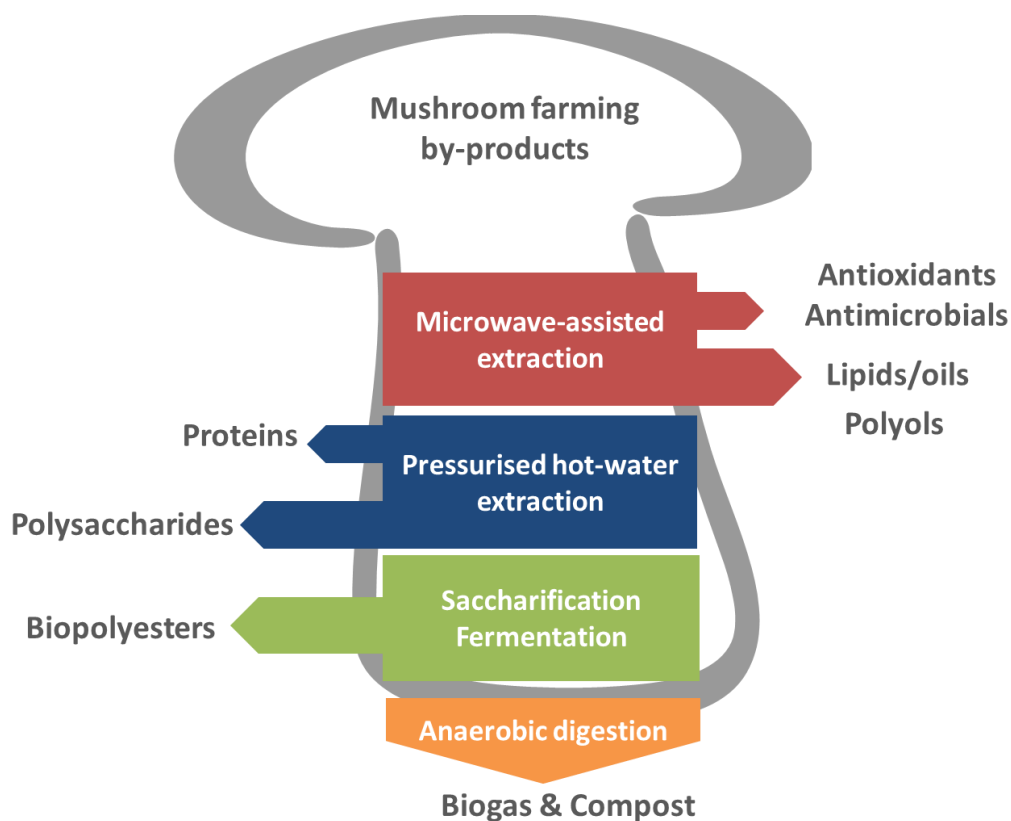 Mushroom farming
by-products
Microwave-assisted
extraction
Antioxidants
Antimicrobials
Lipids/oils
Polyols
Proteins
Pressurised hot-water
extraction
Polysaccharides
Saccharification
Fermentation
Biopolyesters
Anaerobic digestion
Biogas & Compost